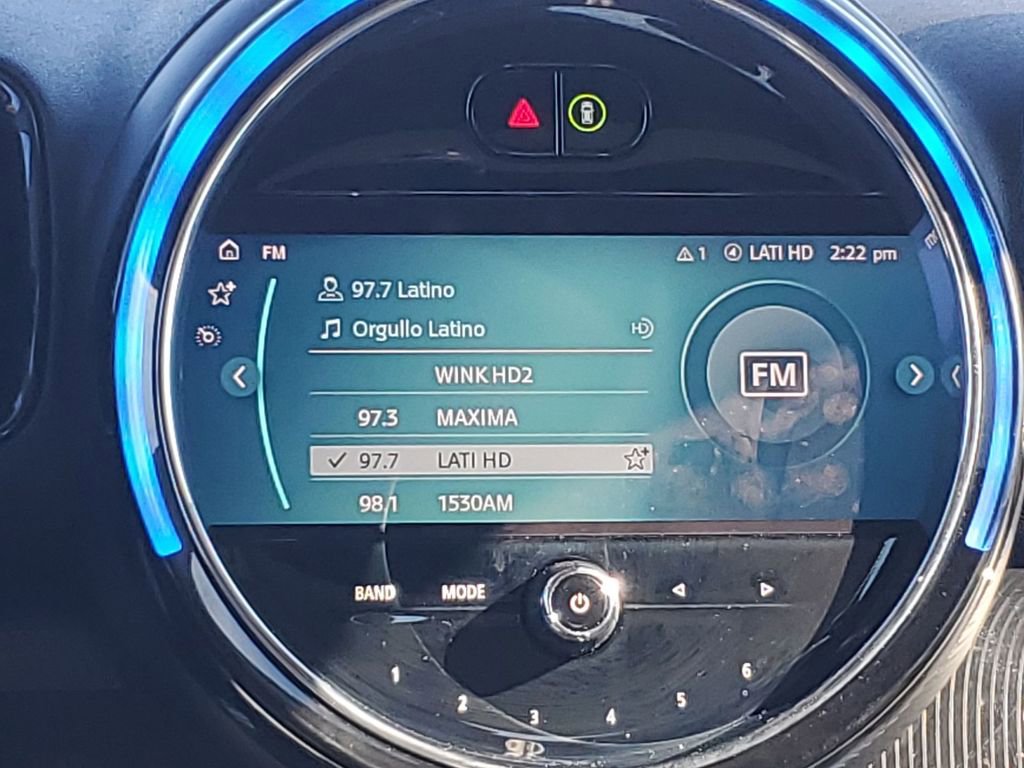 FM 1 4 LATI HD 2:22 pm
97.7 Latino
Orgullo Latino HD
WINK HD2
97.3 MAXIMA
FM
97.7 LATI HD
98.1 1530AM
BAND MODE
1 2 3 4 5 6